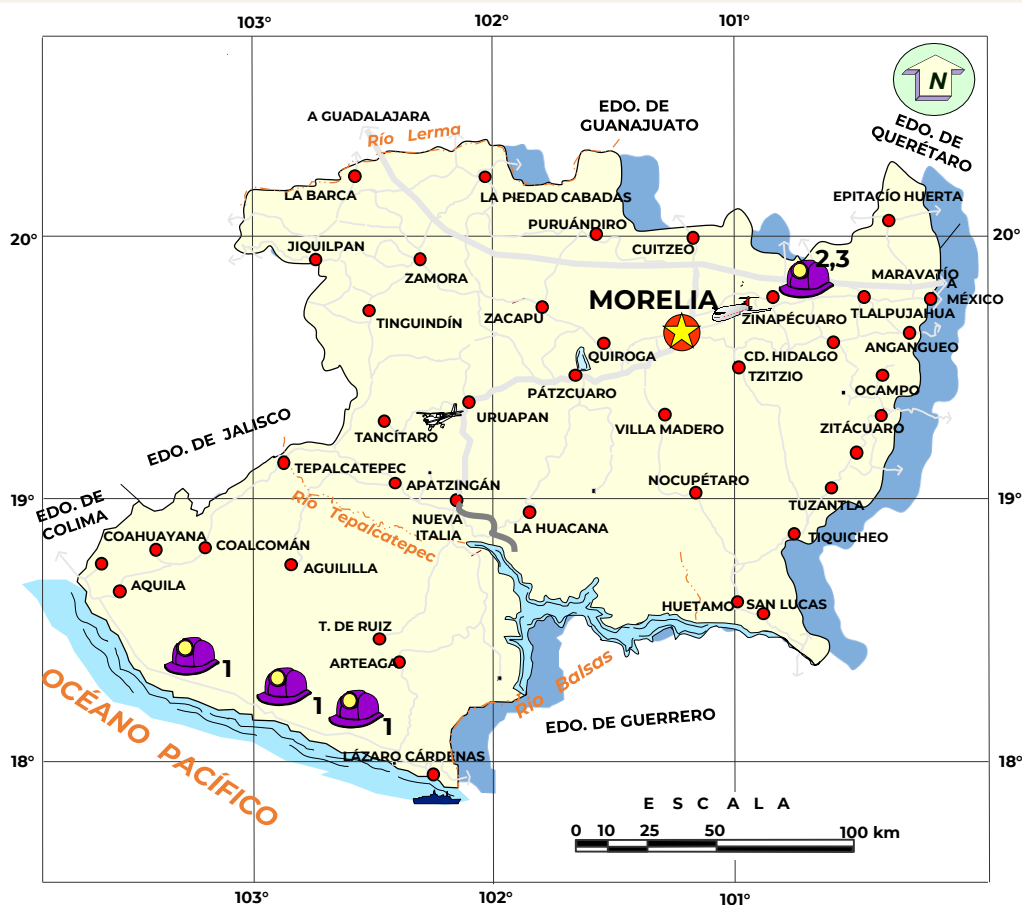 103°
102°
101°
N
A GUADALAJARA
Río Lerma
EDO. DE
GUANAJUATO
EDO. DE
QUERÉTARO
LA BARCA
LA PIEDAD CABADAS
EPITACÍO HUERTA
PURUÁNDIRO
20°
20°
JIQUILPAN
CUITZEO
2,3
ZAMORA
MARAVATÍO
A
MÉXICO
MORELIA
TINGUINDÍN
ZACAPÚ
ZINAPÉCUARO
TLALPUJAHUA
ANGANGUEO
QUIROGA
CD. HIDALGO
TZITZIO
OCAMPO
PÁTZCUARO
URUAPAN
EDO. DE JALISCO
TANCÍTARO
VILLA MADERO
ZITÁCUARO
TEPALCATEPEC
APATZINGÁN
NOCUPÉTARO
19°
19°
EDO. DE
COLIMA
Río Tepalcatepec
NUEVA
ITALIA
LA HUACANA
TUZANTLA
TIQUICHEO
COAHUAYANA
COALCOMÁN
AGUILILLA
AQUILA
HUETAMO
SAN LUCAS
T. DE RUIZ
ARTEAGA
1
1
1
Río Balsas
OCÉANO PACÍFICO
EDO. DE GUERRERO
LÁZARO CÁRDENAS
18°
18°
E S C A L A
0 10 25 50 100 km
103°
102°
101°